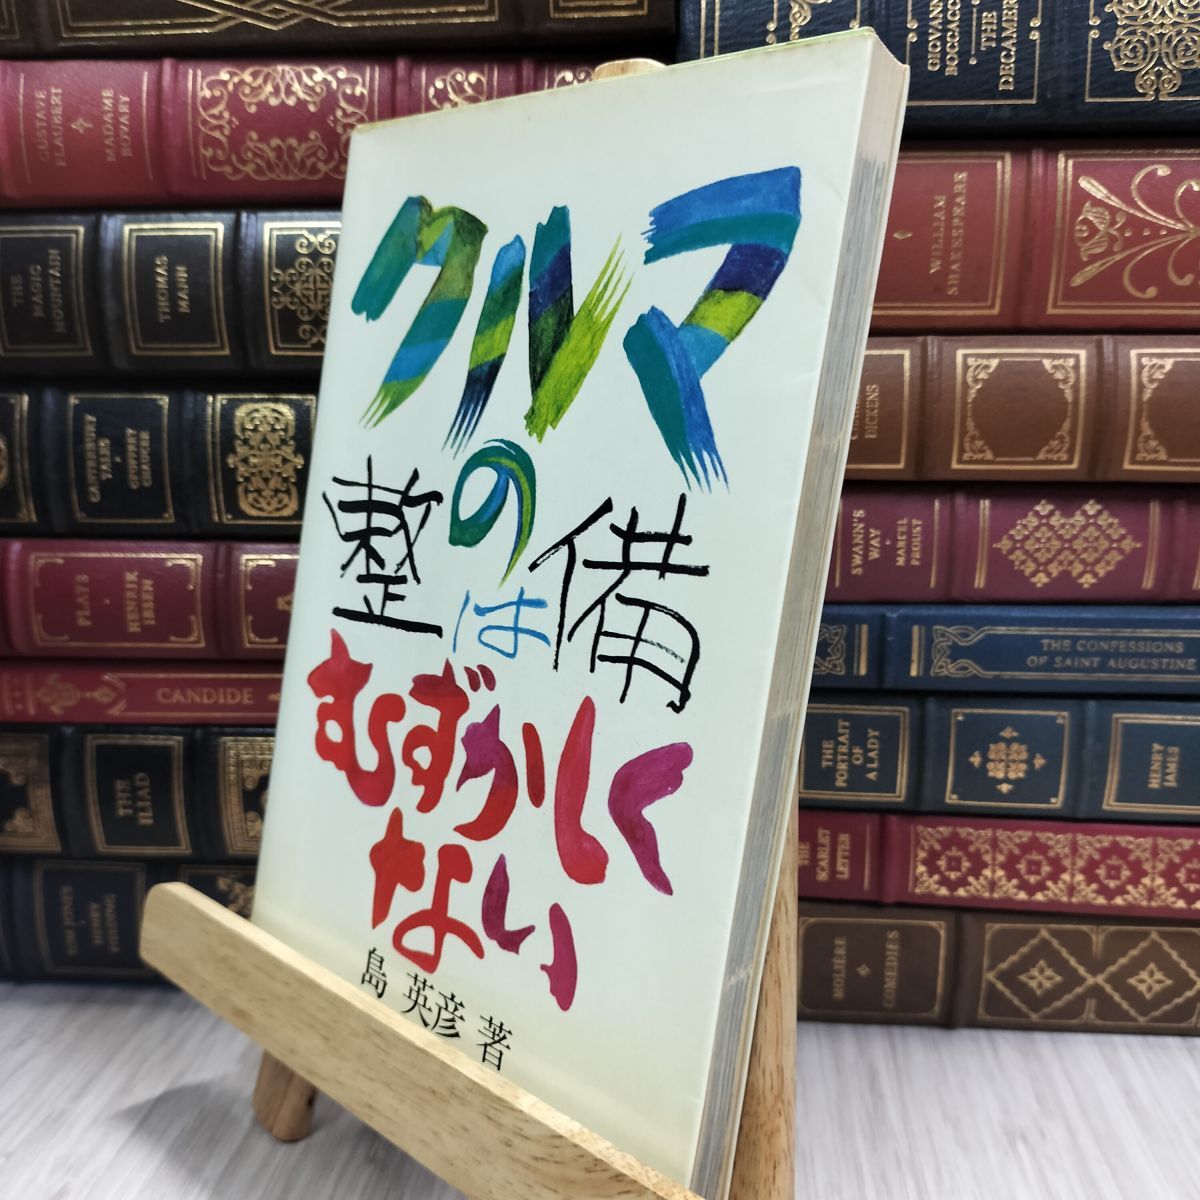 クルマ
の
整備
は
むずかしく
ない
島 英彦 著
GUSTAVE
FLAUBERT
MADAME
BOVARY
THE
MAGIC
MOUNTAIN
THOMAS
MANN
CANTERBURY
TALES
GEOFFREY
CHAUCER
PLAYS
HENRIK
IBSEN
CANDIDE
THE
ILIAD
TOM JONES
HENRY
FIELDING
GIOVANNI
BOCCACCIO
THE
DECAMERON
WILLIAM
SHAKESPEARE
DICKENS
SWANN'S
WAY
MARCEL
PROUST
THE CONFESSIONS
OF SAINT AUGUSTINE
THE
PORTRAIT
OF
A LADY
HENRY
JAMES
THE
SCARLET
LETTER
MOLIÈRE
COMEDIES